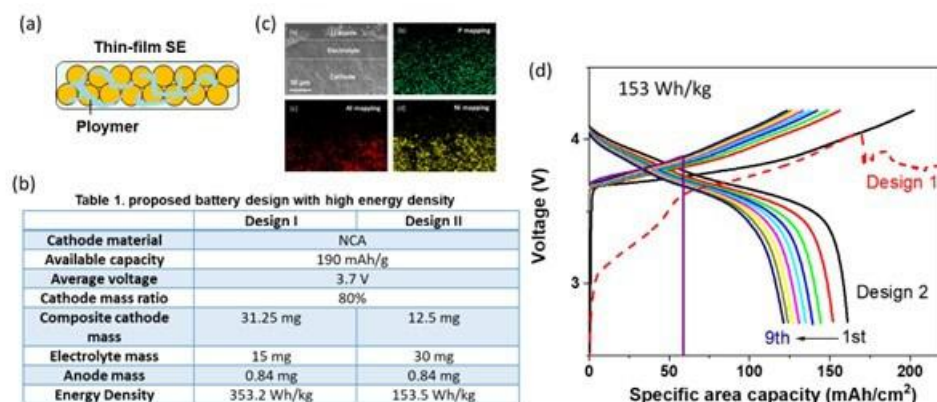 (a)
Thin-film SE
Ploymer
(c)
Electrolyte
Cathode
P mapping
Al mapping
Ni mapping
(b)
Table 1. proposed battery design with high energy density
Design I Design II
Cathode material NCA
Available capacity 190 mAh/g
Average voltage 3.7 V
Cathode mass ratio 80%
Composite cathode
mass 31.25 mg 12.5 mg
Electrolyte mass 15 mg 30 mg
Anode mass 0.84 mg 0.84 mg
Energy Density 353.2 Wh/kg 153.5 Wh/kg
(d)
153 Wh/kg
Design 1
Design 2
9th 1st
Voltage (V)
4
3
0 50 100 150 200
Specific area capacity (mAh/cm²)